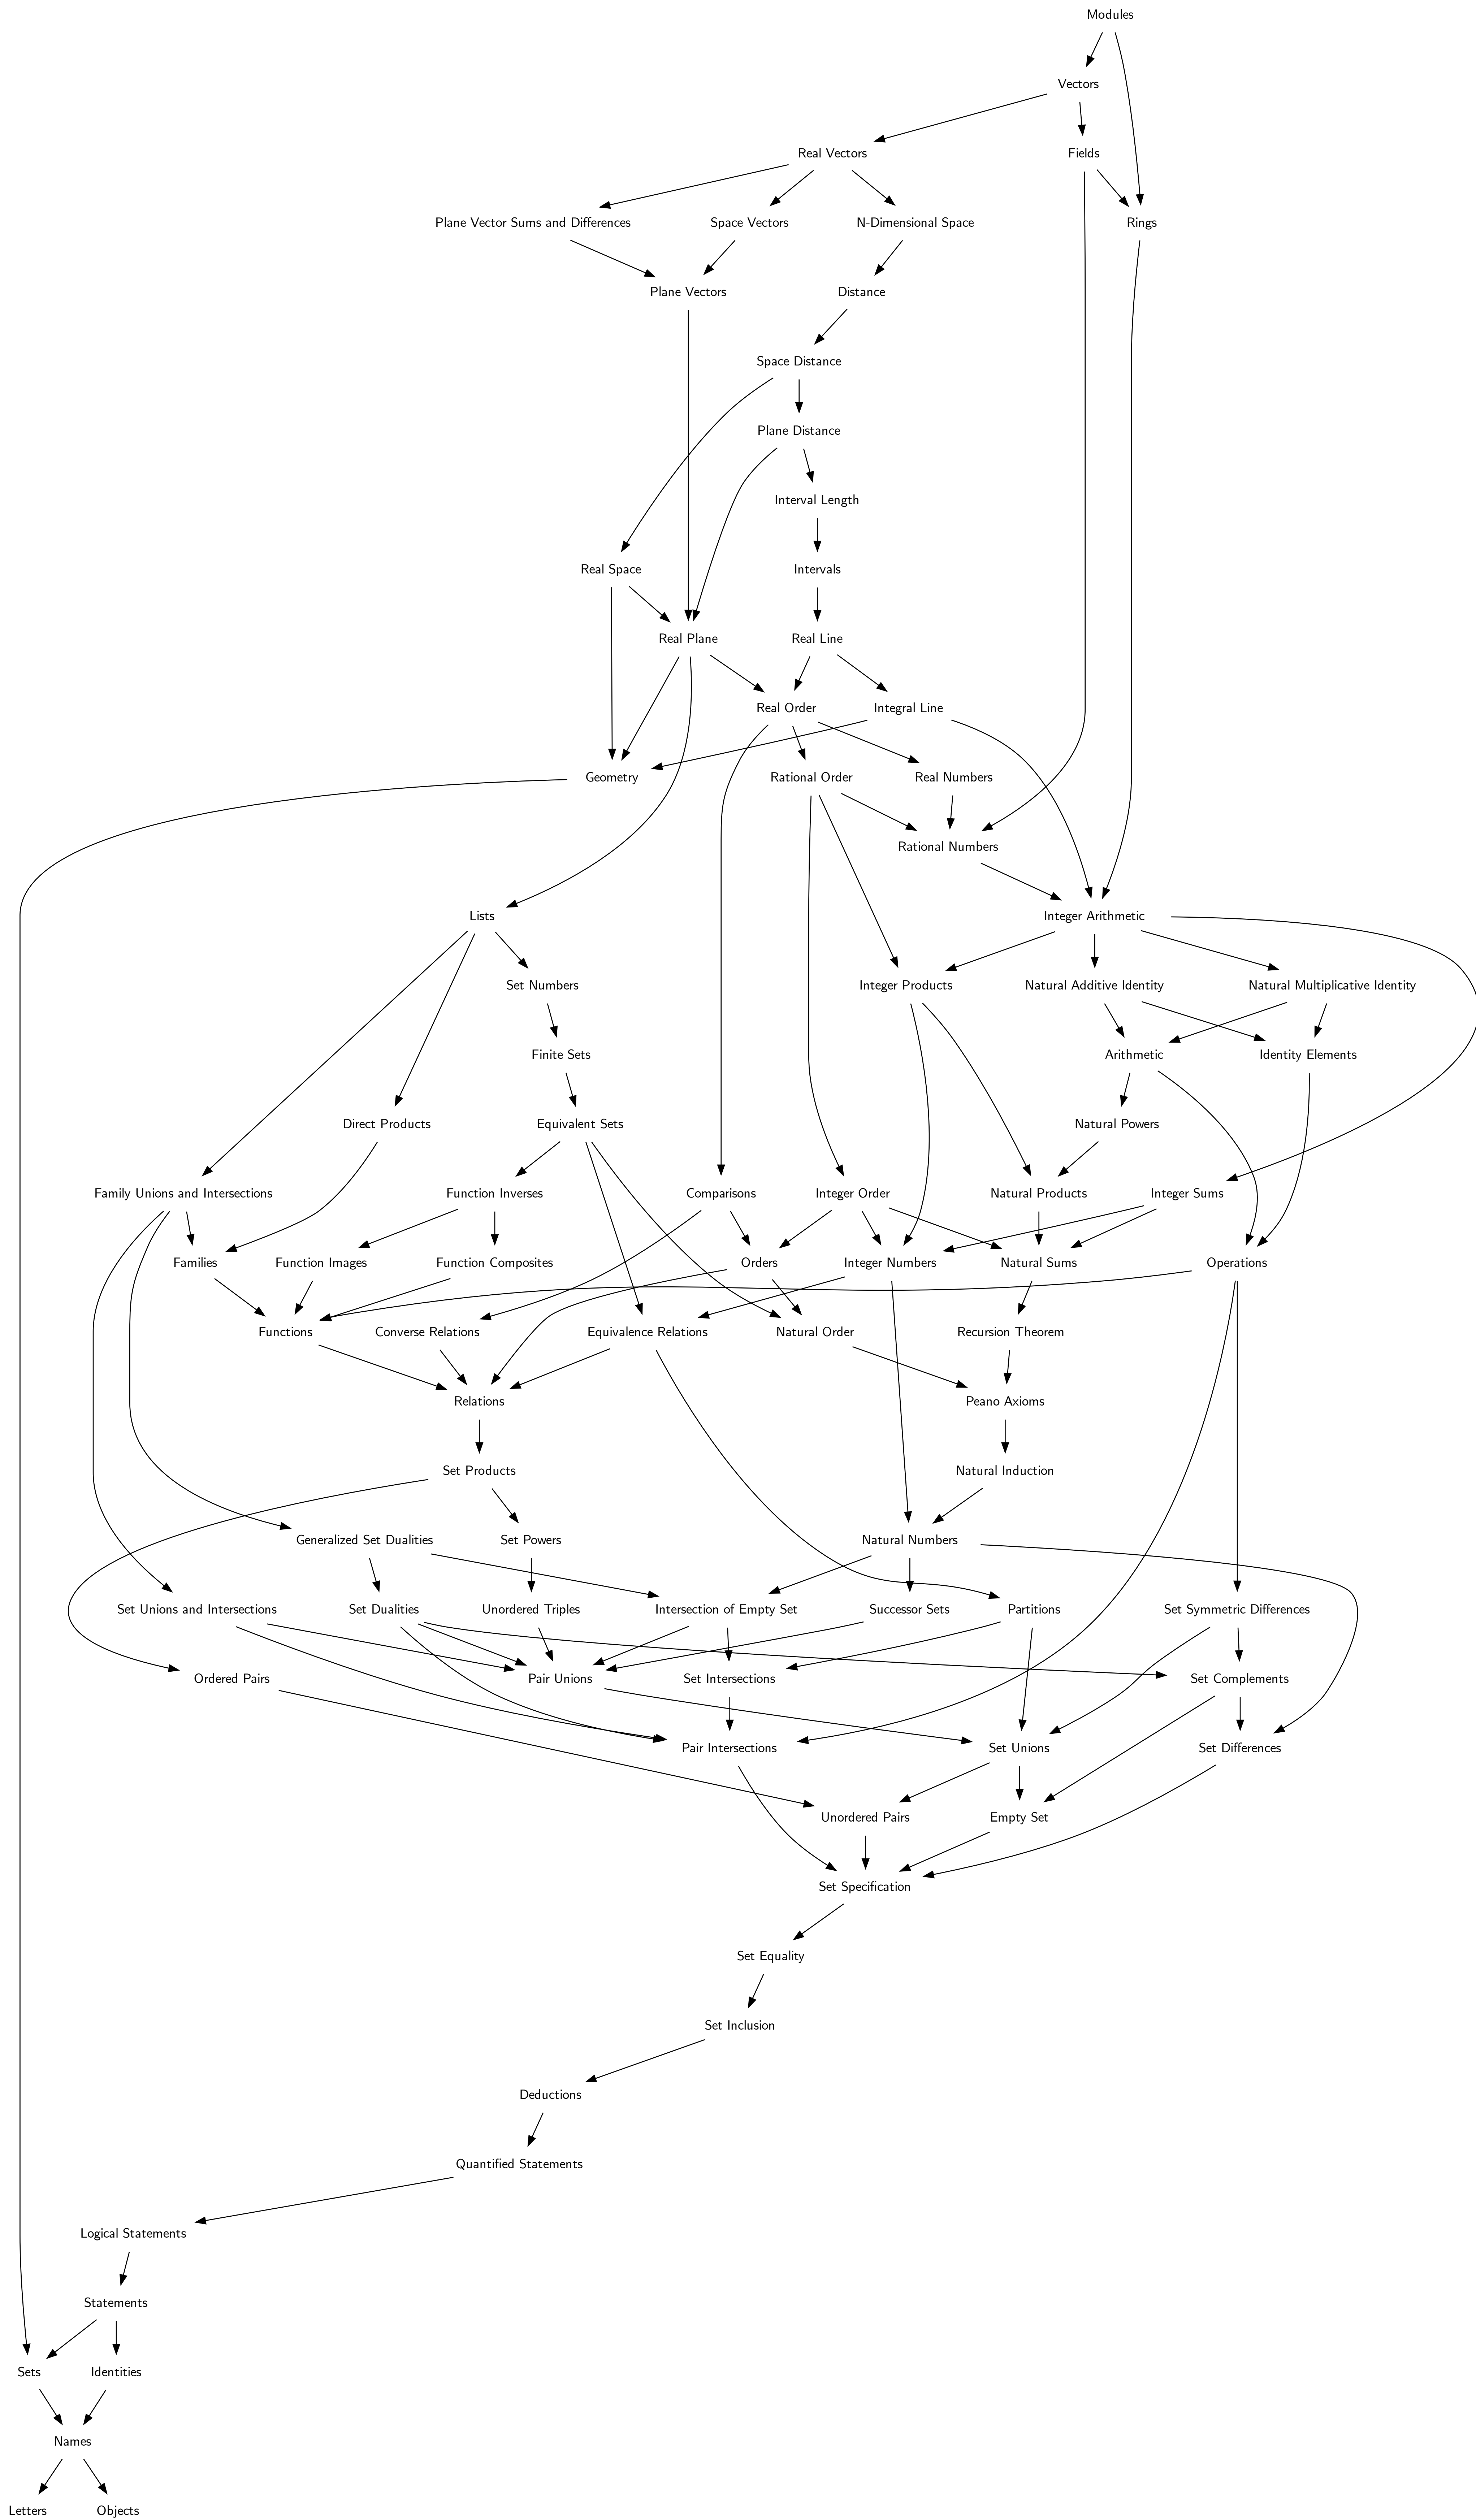 Modules
Vectors
Real Vectors
Fields
Plane Vector Sums and Differences
Space Vectors
N-Dimensional Space
Rings
Plane Vectors
Distance
Space Distance
Plane Distance
Interval Length
Real Space
Intervals
Real Plane
Real Line
Real Order
Integral Line
Geometry
Rational Order
Real Numbers
Rational Numbers
Lists
Integer Arithmetic
Set Numbers
Integer Products
Natural Additive Identity
Natural Multiplicative Identity
Finite Sets
Arithmetic
Identity Elements
Direct Products
Equivalent Sets
Natural Powers
Family Unions and Intersections
Function Inverses
Comparisons
Integer Order
Natural Products
Integer Sums
Families
Function Images
Function Composites
Orders
Integer Numbers
Natural Sums
Operations
Functions
Converse Relations
Equivalence Relations
Natural Order
Recursion Theorem
Relations
Peano Axioms
Set Products
Natural Induction
Generalized Set Dualities
Set Powers
Natural Numbers
Set Unions and Intersections
Set Dualities
Unordered Triples
Intersection of Empty Set
Successor Sets
Partitions
Set Symmetric Differences
Ordered Pairs
Pair Unions
Set Intersections
Set Complements
Pair Intersections
Set Unions
Set Differences
Unordered Pairs
Empty Set
Set Specification
Set Equality
Set Inclusion
Deductions
Quantified Statements
Logical Statements
Statements
Sets
Identities
Names
Letters
Objects